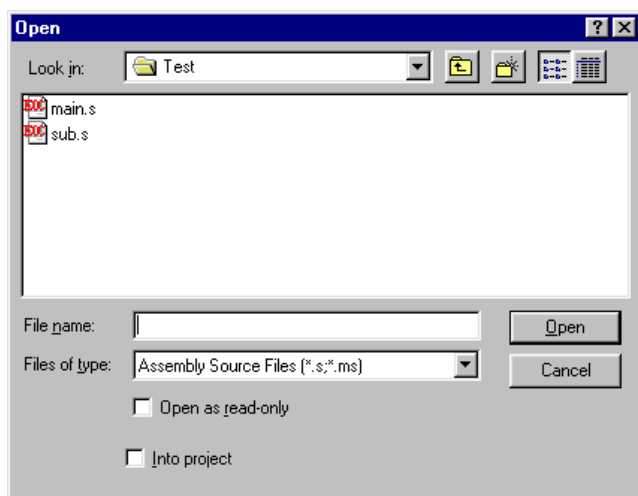 Open
Look in: Test
main.s
sub.s
File name: Open
Files of type: Assembly Source Files (*.s;*.ms) Cancel
Open as read-only
Into project